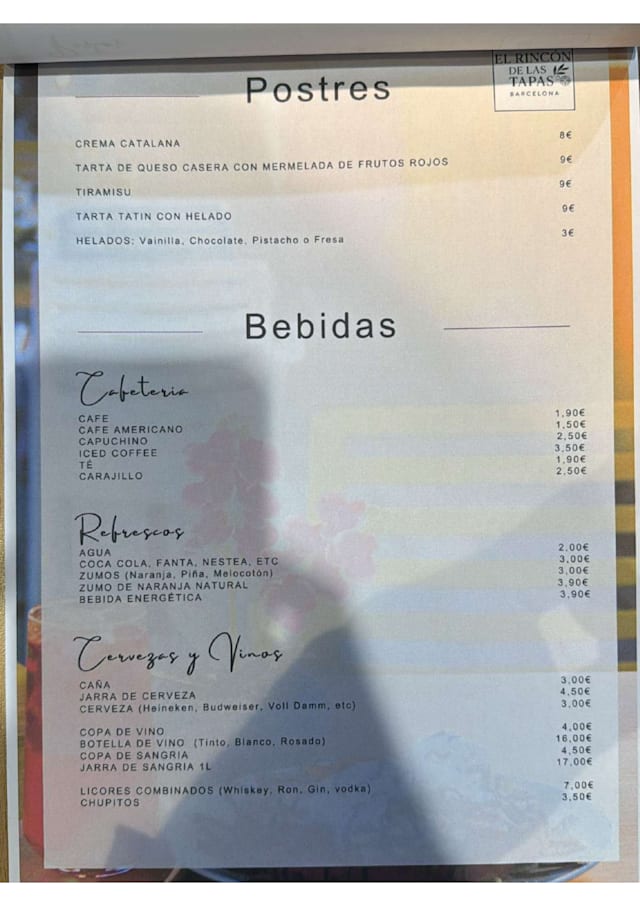 EL RINCÓN
DE LAS
TAPAS
BARCELONA
Postres
CREMA CATALANA 8€
TARTA DE QUESO CASERA CON MERMELADA DE FRUTOS ROJOS 9€
TIRAMISU 9€
TARTA TATIN CON HELADO 9€
HELADOS: Vainilla, Chocolate, Pistacho o Fresa 3€
Bebidas
Cafeteria
CAFE 1,90€
CAFE AMERICANO 1,50€
CAPUCHINO 2,50€
ICED COFFEE 3,50€
TÉ 1,90€
CARAJILLO 2,50€
Refrescos
AGUA 2,00€
COCA COLA, FANTA, NESTEA, ETC 3,00€
ZUMOS (Naranja, Piña, Melocotón) 3,00€
ZUMO DE NARANJA NATURAL 3,90€
BEBIDA ENERGÉTICA 3,90€
Cervezas y Vinos
CAÑA 3,00€
JARRA DE CERVEZA 4,50€
CERVEZA (Heineken, Budweiser, Voll Damm, etc) 3,00€
COPA DE VINO 4,00€
BOTELLA DE VINO (Tinto, Blanco, Rosado) 16,00€
COPA DE SANGRIA 4,50€
JARRA DE SANGRIA 1L 17,00€
LICORES COMBINADOS (Whiskey, Ron, Gin, vodka) 7,00€
CHUPITOS 3,50€